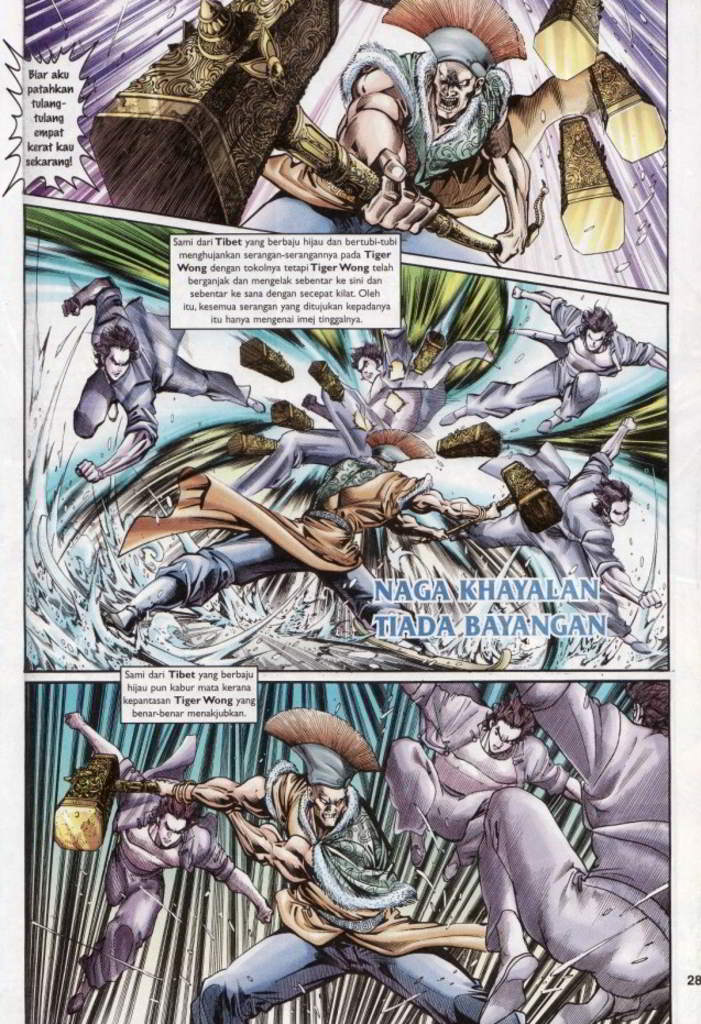 Biar aku
patahkan
tulang-
tulang
empat
kerat kau
sekarang!
Sami dari Tibet yang berbaju hijau dan bertubi-tubi
menghujankan serangan-serangannya pada Tiger
Wong dengan tokolnya tetapi Tiger Wong telah
berganjak dan mengelak sebentar ke sini dan
sebentar ke sana dengan secepat kilat. Oleh
itu, kesemua serangan yang ditujukan kepadanya
itu hanya mengenai imej tinggalnya.
NAGA KHAYALAN
TIADA BAYANGAN
Sami dari Tibet yang berbaju
hijau pun kabur mata kerana
kepantasan Tiger Wong yang
benar-benar menakjubkan.
28